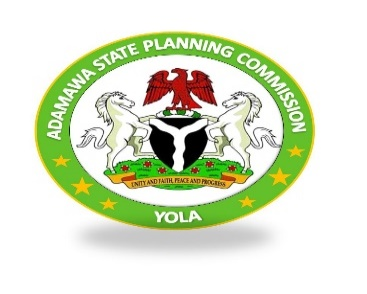 ADAMAWA STATE PLANNING COMMISSION
UNITY AND FAITH, PEACE AND PROGRESS
YOLA